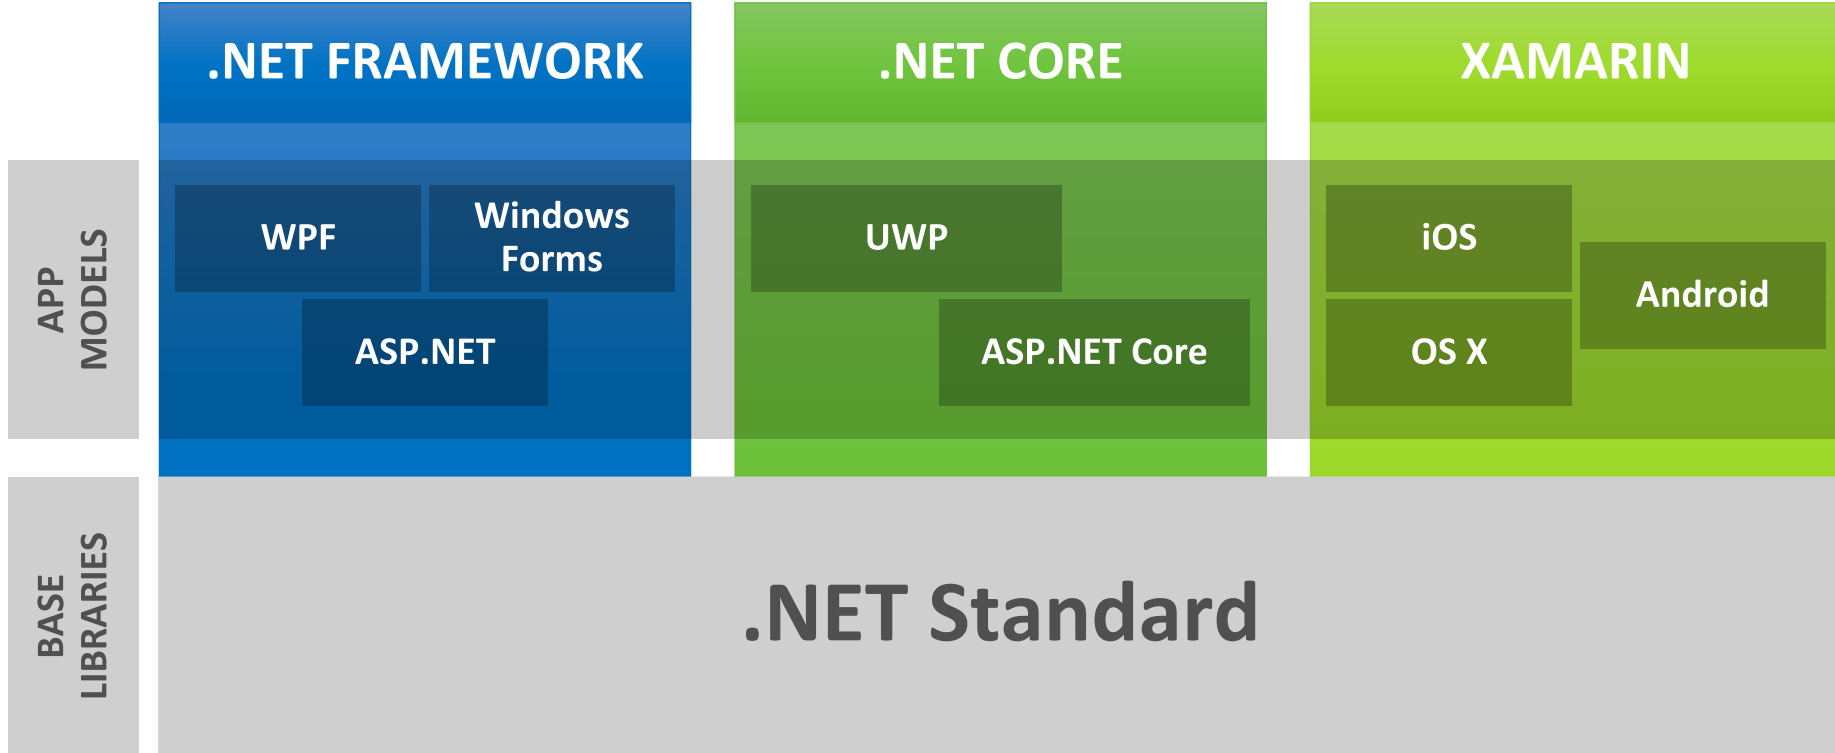 .NET FRAMEWORK
.NET CORE
XAMARIN
APP
MODELS
WPF
Windows
Forms
ASP.NET
UWP
ASP.NET Core
iOS
Android
OS X
BASE
LIBRARIES
.NET Standard